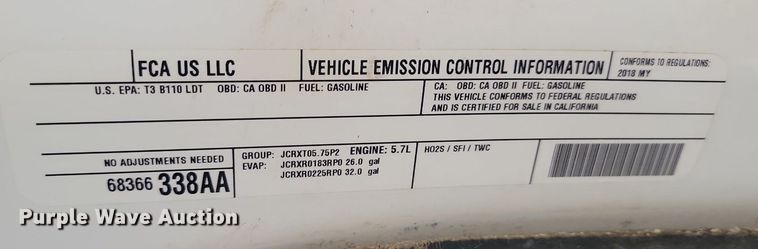 FCA US LLC
VEHICLE EMISSION CONTROL INFORMATION
CONFORMS TO REGULATIONS:
2018 MY
U.S. EPA: T3 B110 LDT OBD: CA OBD II FUEL: GASOLINE
CA: OBD: CA OBD II FUEL: GASOLINE
THIS VEHICLE CONFORMS TO FEDERAL REGULATIONS
AND IS CERTIFIED FOR SALE IN CALIFORNIA
NO ADJUSTMENTS NEEDED
68366 338AA
GROUP: JCRXT05.75P2 ENGINE: 5.7L
EVAP: JCRXR0183RP0 26.0 gal
JCRXR0225RP0 32.0 gal
HO2S / SFI / TWC
Purple Wave Auction